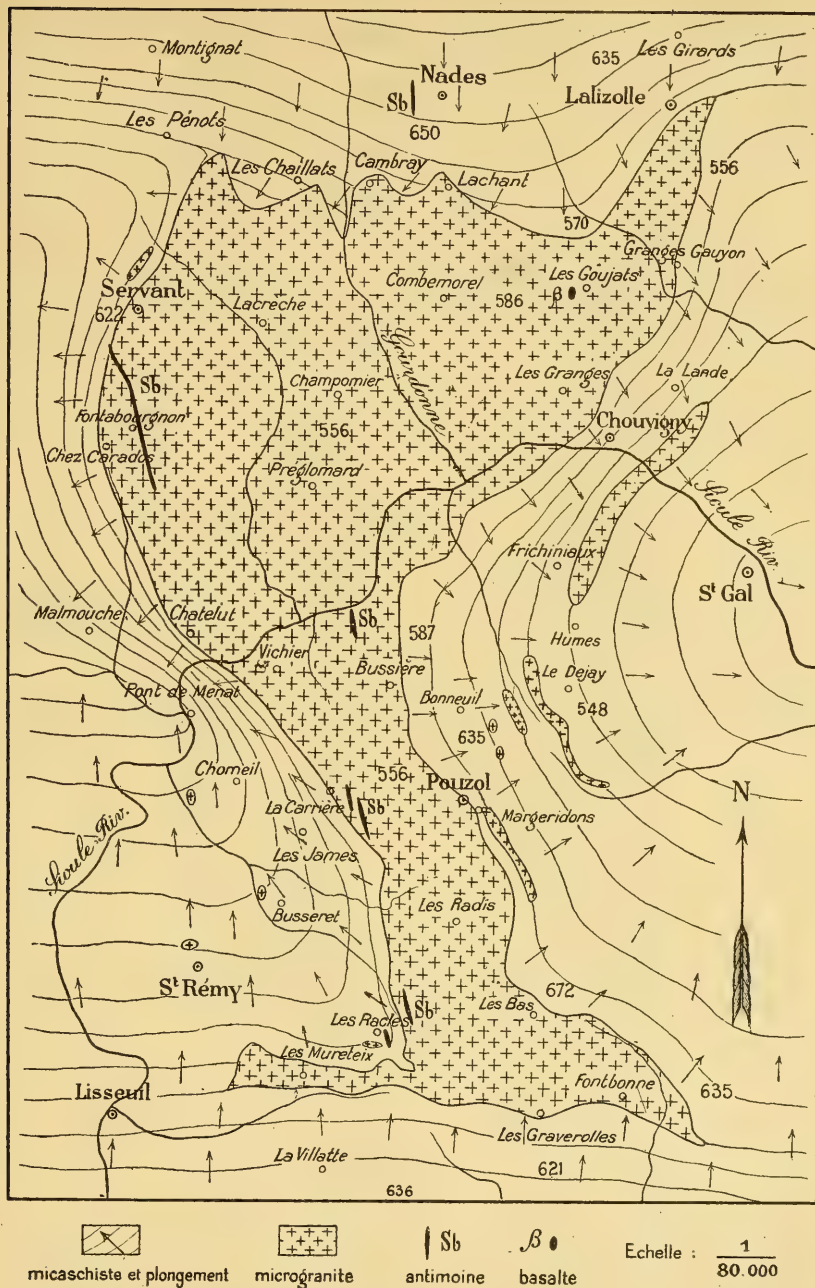 Montignat
635
Les Girards
Nades
Sb
Lalizolle
650
Les Pénots
Les Chaillats
Cambray
Lachant
556
570
Granges Gauyon
Servant
622
Lacreche
Combemorel
586
Les Goujats
β
Gourdonne
Sb
Champomier
Les Granges
La Lande
Fontabourgnon
Chez Carados
556
Chouvigny
Préglomard
Sioule Riv.
Frichiniaux
St Gal
Malmouche
Chatelut
Sb
587
Humes
Vichier
Bussière
Le Dejay
Pont de Menat
Bonneuil
548
635
Chomeil
556
Pouzol
N
La Carrière
Sb
Margeridons
Sioule Riv.
Les James
Busseret
Les Radis
St Rémy
672
Les Racles
Sb
Les Bas
Les Mureteix
Fontbonne
635
Lisseuil
Les Graverolles
La Villatte
621
636
Sb
β
micaschiste et plongement
microgranite
antimoine
basalte
Echelle : 1
80.000